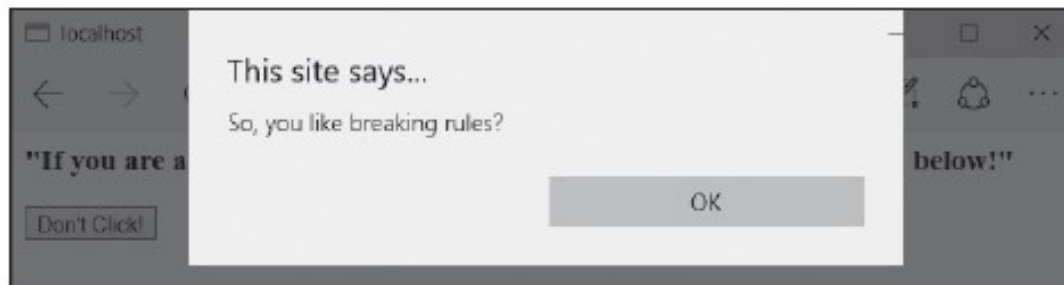 localhost
This site says...
So, you like breaking rules?
"If you are a
below!"
OK
Don't Click!